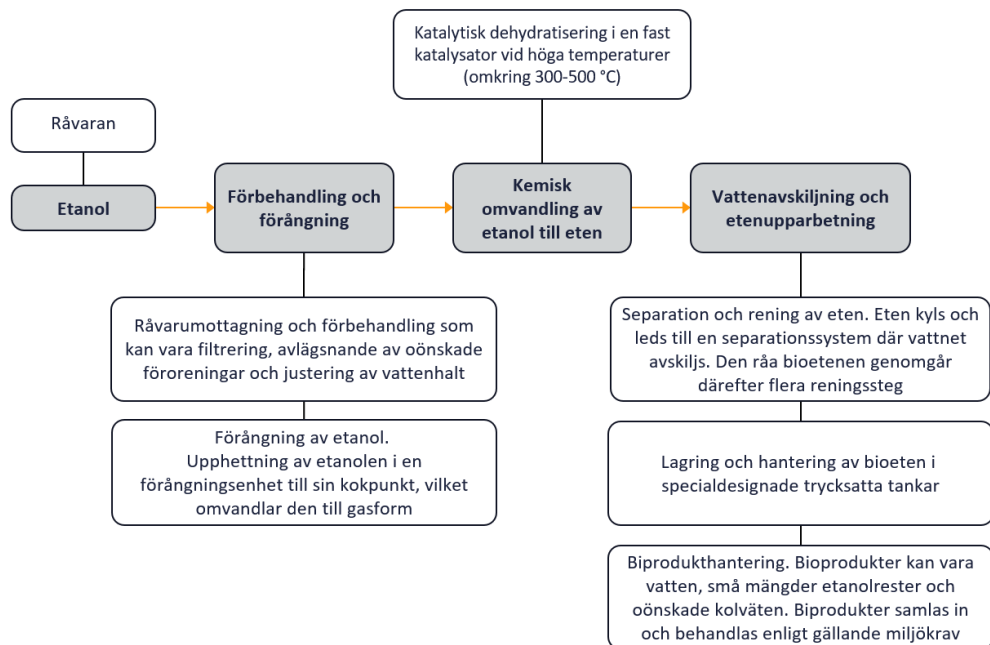 Katalytisk dehydratisering i en fast
katalysator vid höga temperaturer
(omkring 300-500 °C)
Råvaran
Etanol
Förbehandling och
förångning
Kemisk
omvandling av
etanol till eten
Vattenavskiljning och
etenupparbetning
Råvarumottagning och förbehandling som
kan vara filtrering, avlägsnande av oönskade
föroreningar och justering av vattenhalt
Förångning av etanol.
Upphettning av etanolen i en
förångningsenhet till sin kokpunkt, vilket
omvandlar den till gasform
Separation och rening av eten. Eten kyls och
leds till en separationssystem där vattnet
avskiljs. Den råa bioetenen genomgår
därefter flera reningssteg
Lagring och hantering av bioeten i
specialdesignade trycksatta tankar
Biprodukthantering. Bioprodukter kan vara
vatten, små mängder etanolrester och
oönskade kolväten. Biprodukter samlas in
och behandlas enligt gällande miljökrav